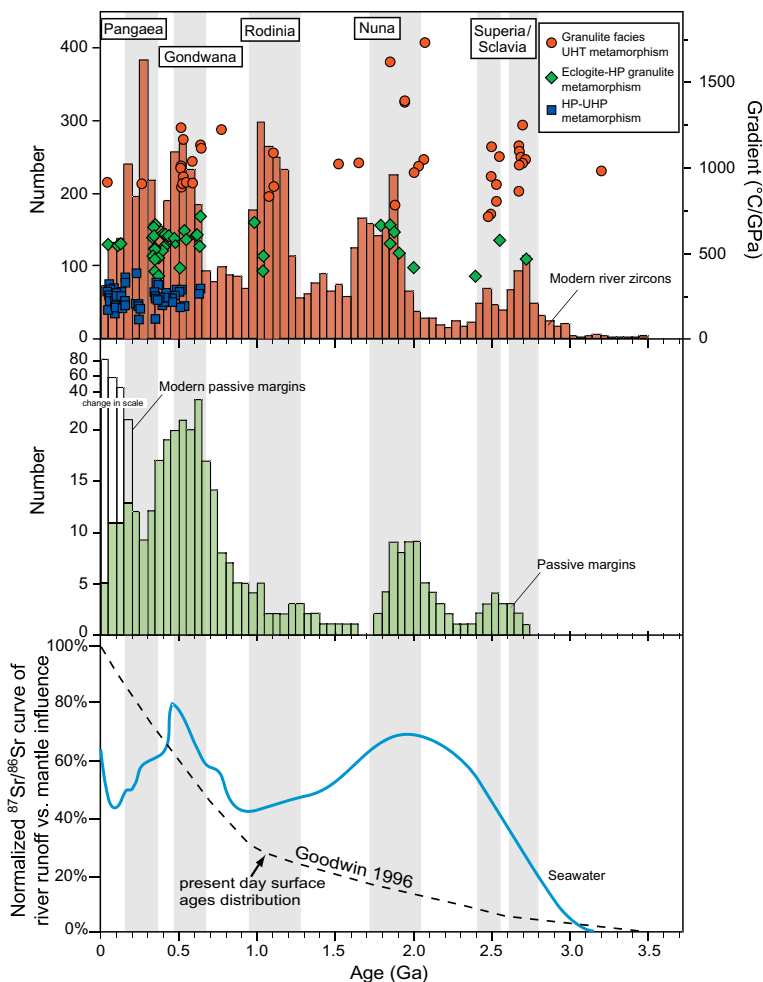 Pangaea
Gondwana
Rodinia
Nuna
Superia/
Sclavia
Granulite facies
UHT metamorphism
Eclogite-HP granulite
metamorphism
HP-UHP
metamorphism
400
300
200
100
0
Number
1500
1000
500
0
Gradient (°C/GPa)
Modern river zircons
80
60
40
change in scale
20
15
10
5
0
Number
Modern passive margins
Passive margins
100%
80%
60%
40%
20%
0%
Normalized ⁸⁷Sr/⁸⁶Sr curve of
river runoff vs. mantle influence
Goodwin 1996
present day surface
ages distribution
Seawater
0 0.5 1.0 1.5 2.0 2.5 3.0 3.5
Age (Ga)